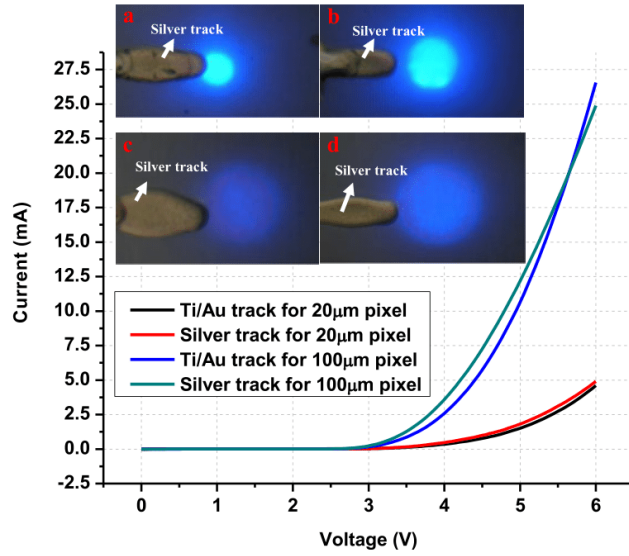 a
Silver track
b
Silver track
c
Silver track
d
Silver track
27.5
25.0
22.5
20.0
17.5
15.0
12.5
10.0
7.5
5.0
2.5
0.0
-2.5
Current (mA)
Ti/Au track for 20μm pixel
Silver track for 20μm pixel
Ti/Au track for 100μm pixel
Silver track for 100μm pixel
0 1 2 3 4 5 6
Voltage (V)